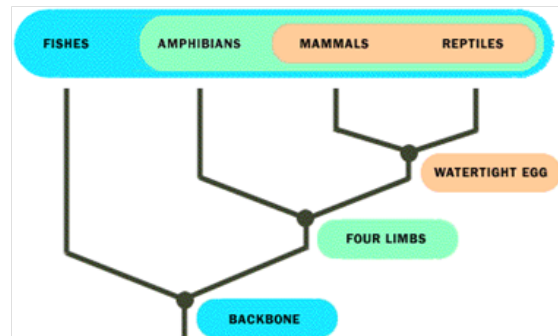 FISHES AMPHIBIANS MAMMALS REPTILES
WATERTIGHT EGG
FOUR LIMBS
BACKBONE